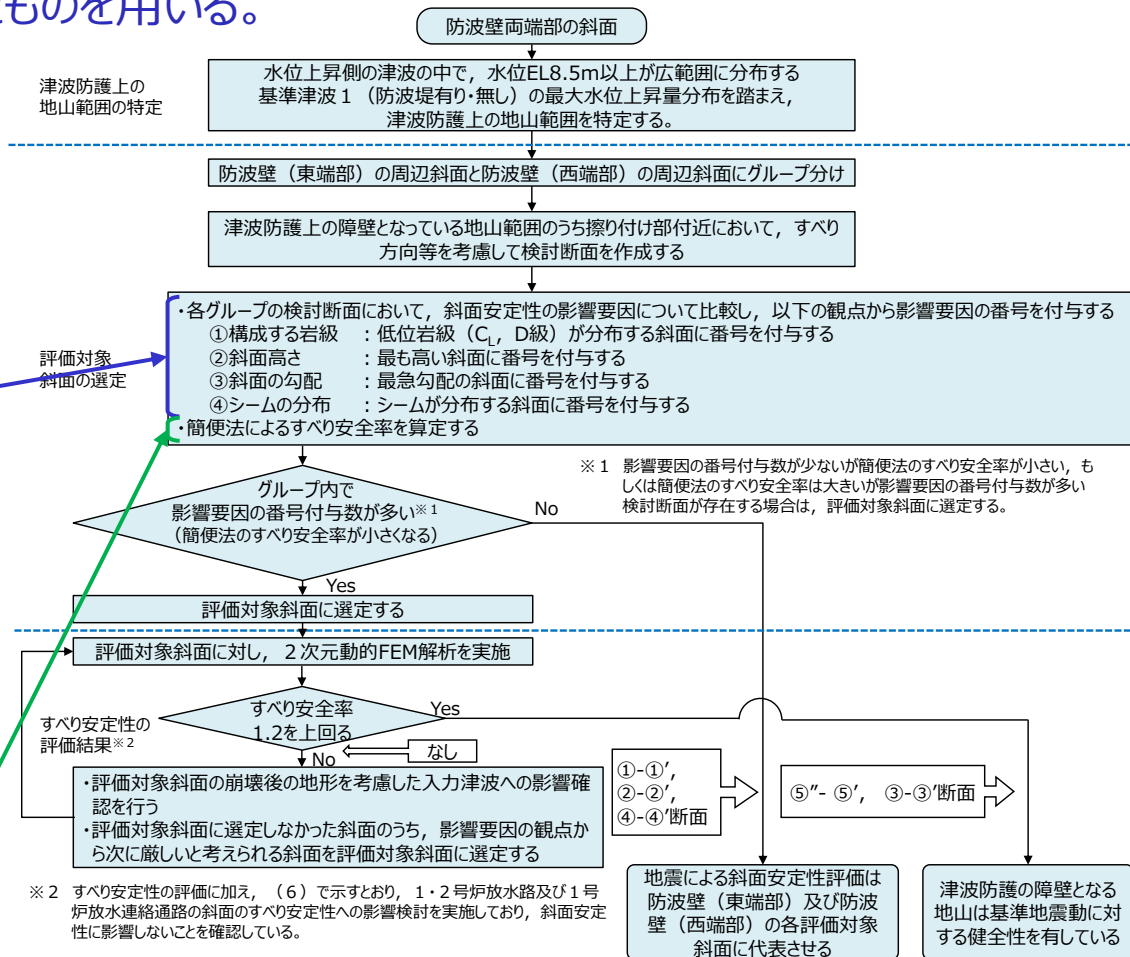 ものを用いる。
防波壁両端部の斜面
津波防護上の
地山範囲の特定
水位上昇側の津波の中で，水位EL8.5m以上が広範囲に分布する
基準津波１（防波堤有り・無し）の最大水位上昇量分布を踏まえ，
津波防護上の地山範囲を特定する。
防波壁（東端部）の周辺斜面と防波壁（西端部）の周辺斜面にグループ分け
津波防護上の障壁となっている地山範囲のうち擦り付け部付近において，すべり
方向等を考慮して検討断面を作成する
評価対象
斜面の選定
・各グループの検討断面において，斜面安定性の影響要因について比較し，以下の観点から影響要因の番号を付与する
①構成する岩級　：低位岩級（CL，D級）が分布する斜面に番号を付与する
②斜面高さ　：最も高い斜面に番号を付与する
③斜面の勾配　：最急勾配の斜面に番号を付与する
④シームの分布　：シームが分布する斜面に番号を付与する
・簡便法によるすべり安全率を算定する
※１ 影響要因の番号付与数が少ないが簡便法のすべり安全率が小さい，も
しくは簡便法のすべり安全率は大きいが影響要因の番号付与数が多い
検討断面が存在する場合は，評価対象斜面に選定する。
グループ内で
影響要因の番号付与数が多い※1
（簡便法のすべり安全率が小さくなる）
No
Yes
評価対象斜面に選定する
評価対象斜面に対し，２次元動的FEM解析を実施
すべり安定性の
評価結果※2
すべり安全率
1.2を上回る
Yes
No
なし
・評価対象斜面の崩壊後の地形を考慮した入力津波への影響確
認を行う
・評価対象斜面に選定しなかった斜面のうち，影響要因の観点か
ら次に厳しいと考えられる斜面を評価対象斜面に選定する
①-①′,
②-②′,
④-④′断面
⑤″-⑤′, ③-③′断面
地震による斜面安定性評価は
防波壁（東端部）及び防波
壁（西端部）の各評価対象
斜面に代表させる
津波防護の障壁となる
地山は基準地震動に対
する健全性を有している
※２ すべり安定性の評価に加え，（６）で示すとおり，１・２号炉放水路及び１号
炉放水連絡通路の斜面のすべり安定性への影響検討を実施しており，斜面安定
性に影響しないことを確認している。